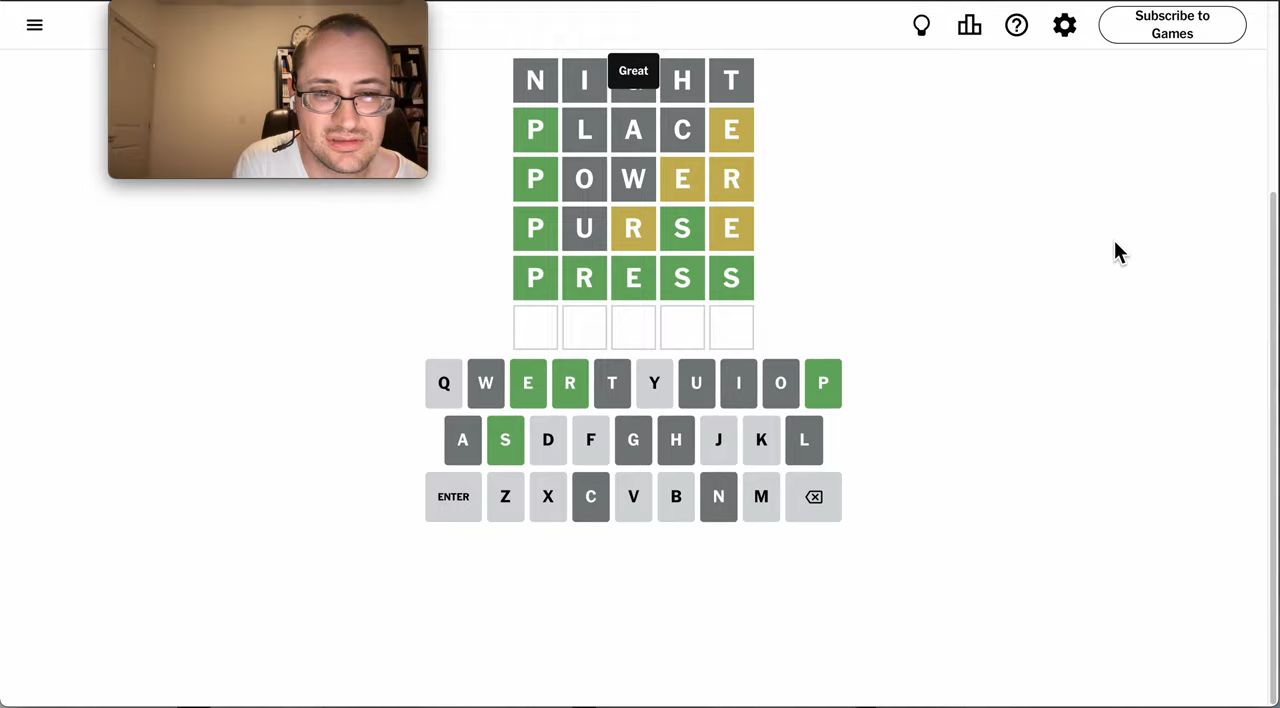 Subscribe to
Games
Great
N I H T
P L A C E
P O W E R
P U R S E
P R E S S
Q W E R T Y U I O P
A S D F G H J K L
ENTER Z X C V B N M